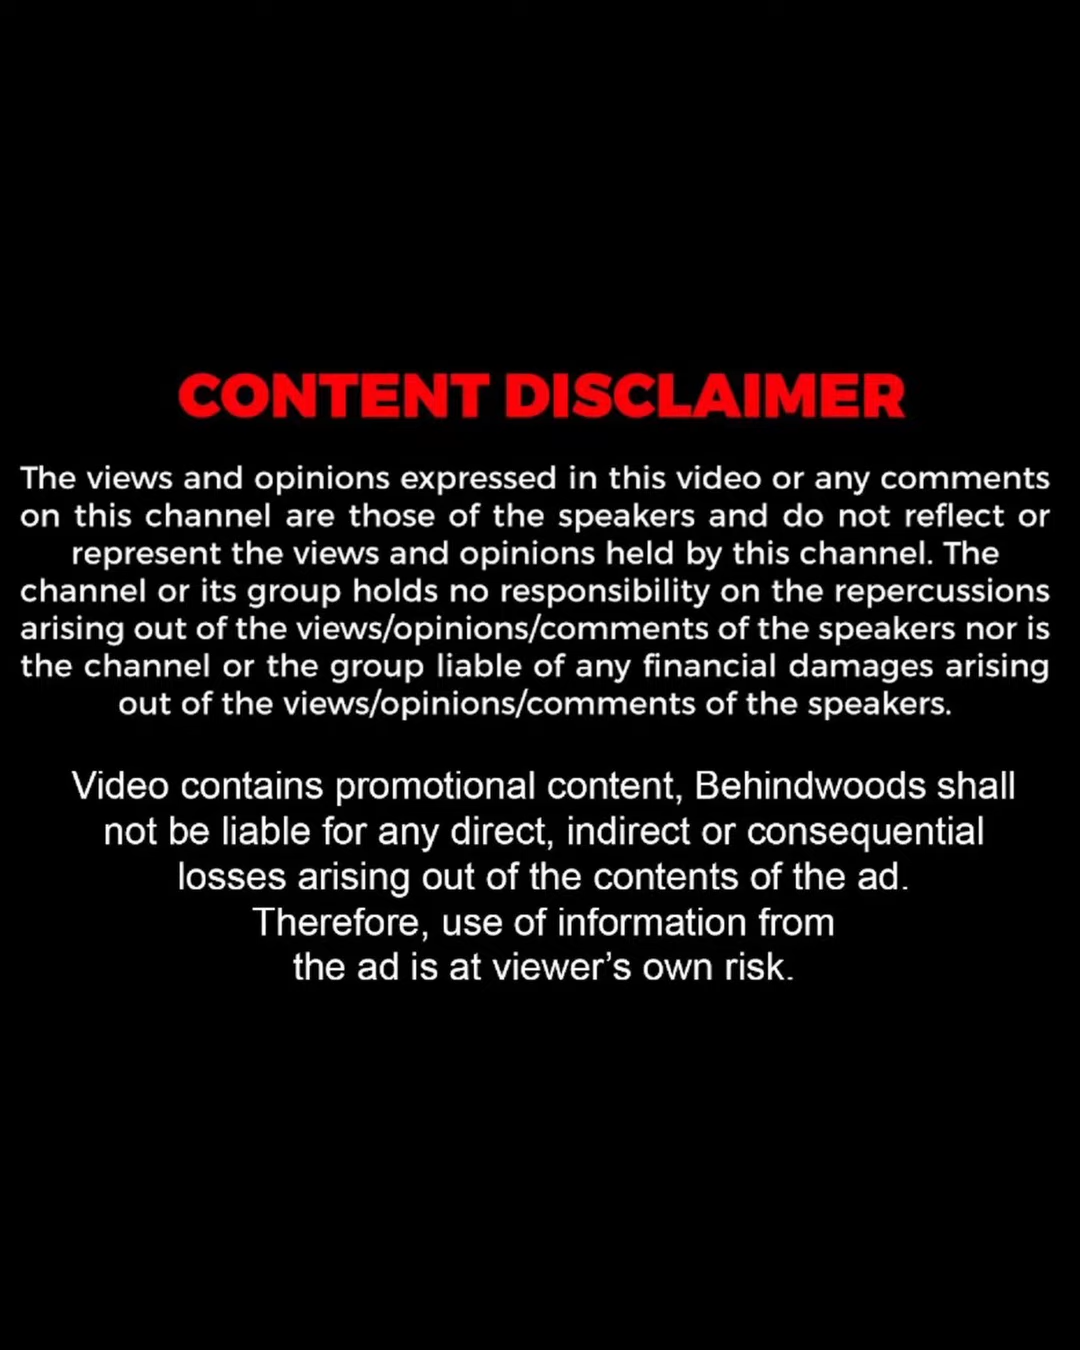 CONTENT DISCLAIMER
The views and opinions expressed in this video or any comments
on this channel are those of the speakers and do not reflect or
represent the views and opinions held by this channel. The
channel or its group holds no responsibility on the repercussions
arising out of the views/opinions/comments of the speakers nor is
the channel or the group liable of any financial damages arising
out of the views/opinions/comments of the speakers.
Video contains promotional content, Behindwoods shall
not be liable for any direct, indirect or consequential
losses arising out of the contents of the ad.
Therefore, use of information from
the ad is at viewer’s own risk.